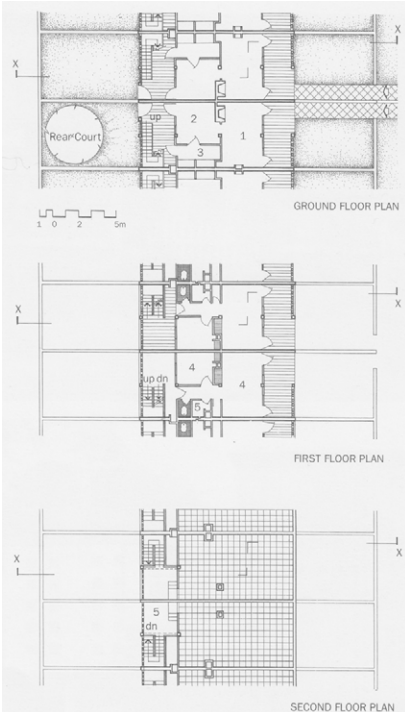 X X
Rear Court
up 2 1
3
GROUND FLOOR PLAN
1 0 2 5m
X X
4
up dn 4
5
FIRST FLOOR PLAN
X X
5
dn
SECOND FLOOR PLAN